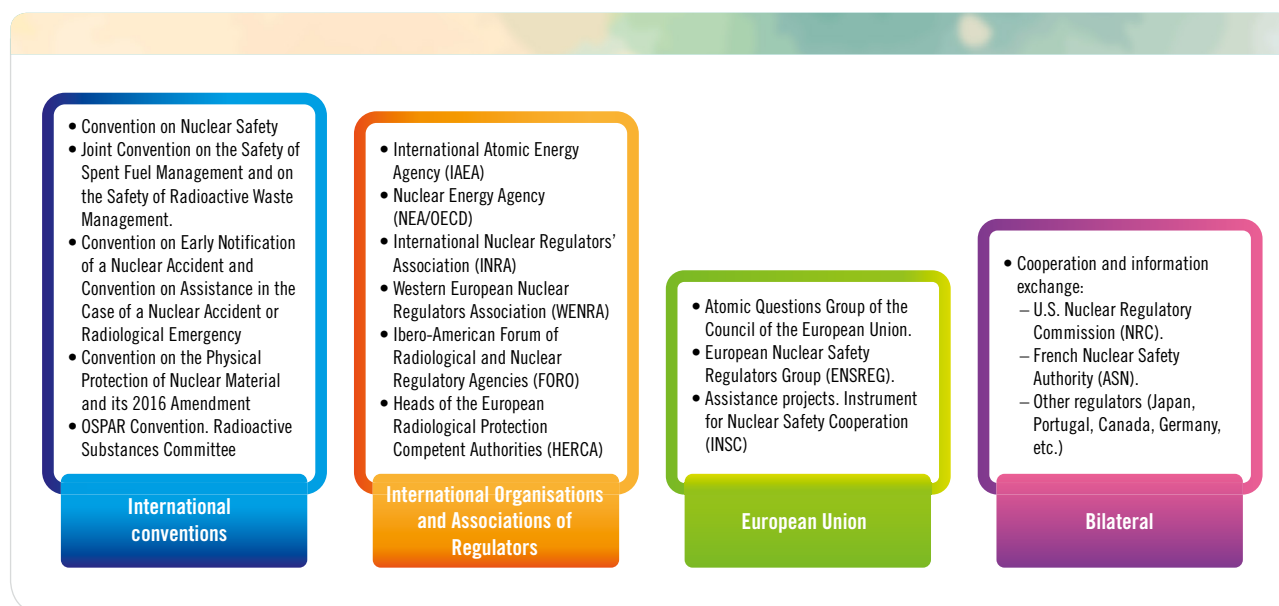 • Convention on Nuclear Safety
• Joint Convention on the Safety of
Spent Fuel Management and on
the Safety of Radioactive Waste
Management.
• Convention on Early Notification
of a Nuclear Accident and
Convention on Assistance in the
Case of a Nuclear Accident or
Radiological Emergency
• Convention on the Physical
Protection of Nuclear Material
and its 2016 Amendment
• OSPAR Convention. Radioactive
Substances Committee
International
conventions
• International Atomic Energy
Agency (IAEA)
• Nuclear Energy Agency
(NEA/OECD)
• International Nuclear Regulators’
Association (INRA)
• Western European Nuclear
Regulators Association (WENRA)
• Ibero-American Forum of
Radiological and Nuclear
Regulatory Agencies (FORO)
• Heads of the European
Radiological Protection
Competent Authorities (HERCA)
International Organisations
and Associations of
Regulators
• Atomic Questions Group of the
Council of the European Union.
• European Nuclear Safety
Regulators Group (ENSREG).
• Assistance projects. Instrument
for Nuclear Safety Cooperation
(INSC)
European Union
• Cooperation and information
exchange:
– U.S. Nuclear Regulatory
Commission (NRC).
– French Nuclear Safety
Authority (ASN).
– Other regulators (Japan,
Portugal, Canada, Germany,
etc.)
Bilateral